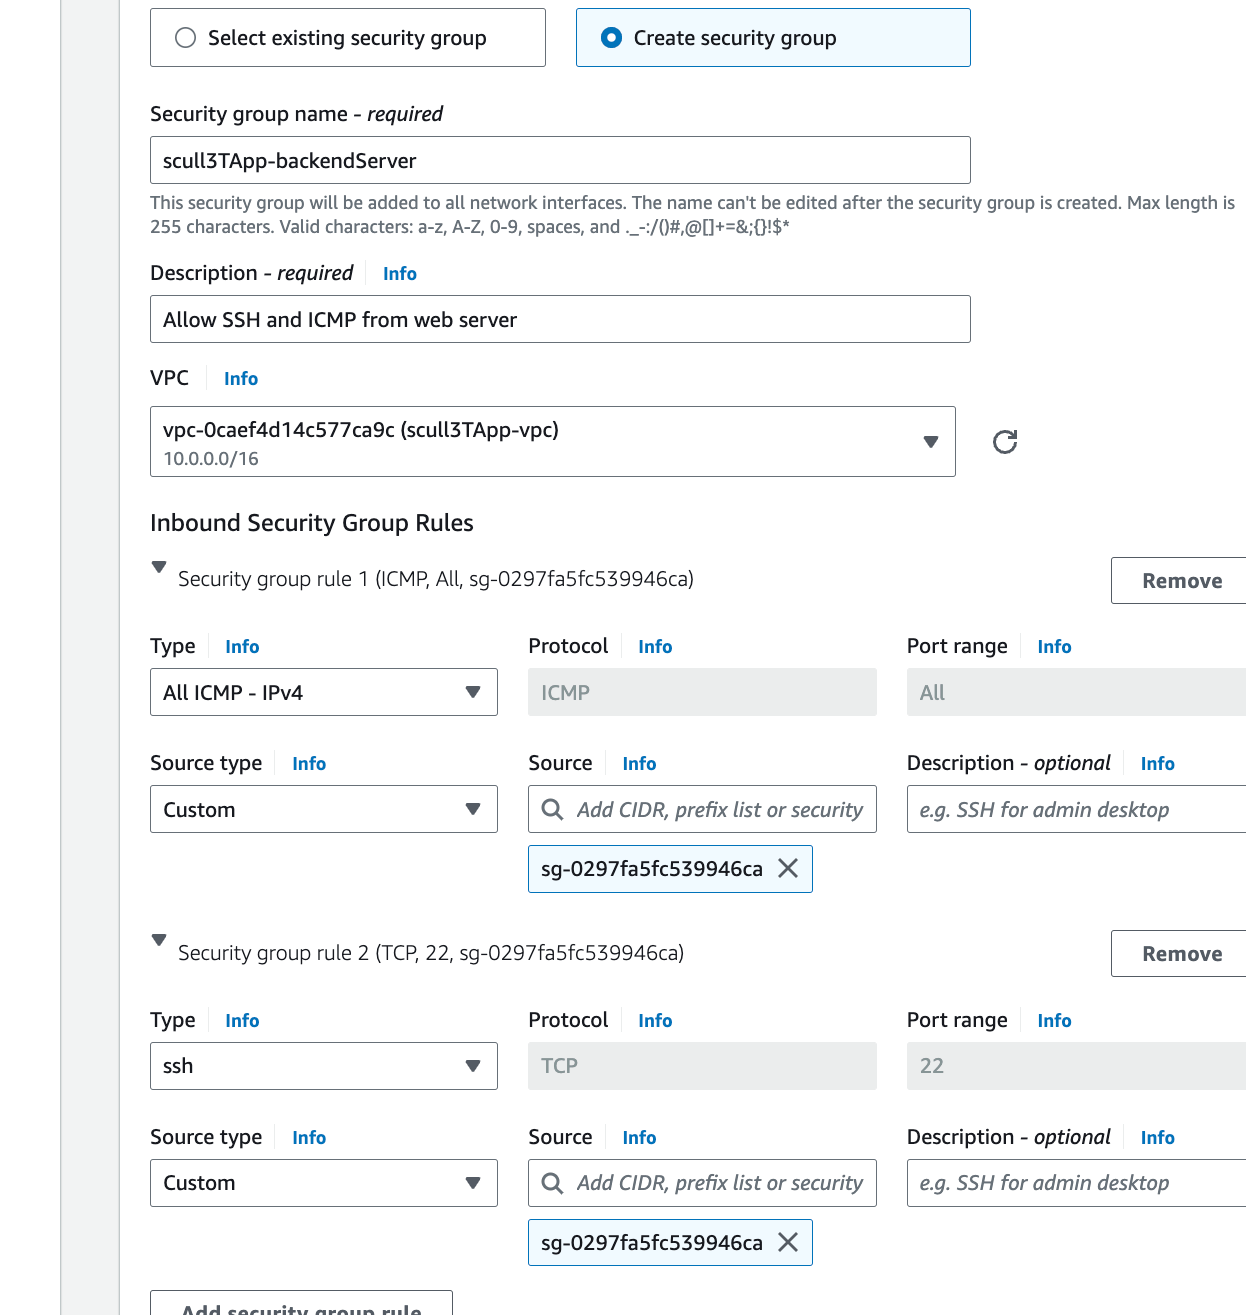 Select existing security group
Create security group
Security group name - required
scull3TApp-backendServer
This security group will be added to all network interfaces. The name can't be edited after the security group is created. Max length is
255 characters. Valid characters: a-z, A-Z, 0-9, spaces, and ._-:/()#,@[]+=&;{}!$*
Description - required Info
Allow SSH and ICMP from web server
VPC Info
vpc-0caef4d14c577ca9c (scull3TApp-vpc)
10.0.0.0/16
Inbound Security Group Rules
Security group rule 1 (ICMP, All, sg-0297fa5fc539946ca)
Remove
Type Info Protocol Info Port range Info
All ICMP - IPv4 ICMP All
Source type Info Source Info Description - optional Info
Custom Add CIDR, prefix list or security e.g. SSH for admin desktop
sg-0297fa5fc539946ca
Security group rule 2 (TCP, 22, sg-0297fa5fc539946ca)
Remove
Type Info Protocol Info Port range Info
ssh TCP 22
Source type Info Source Info Description - optional Info
Custom Add CIDR, prefix list or security e.g. SSH for admin desktop
sg-0297fa5fc539946ca
Add security group rule